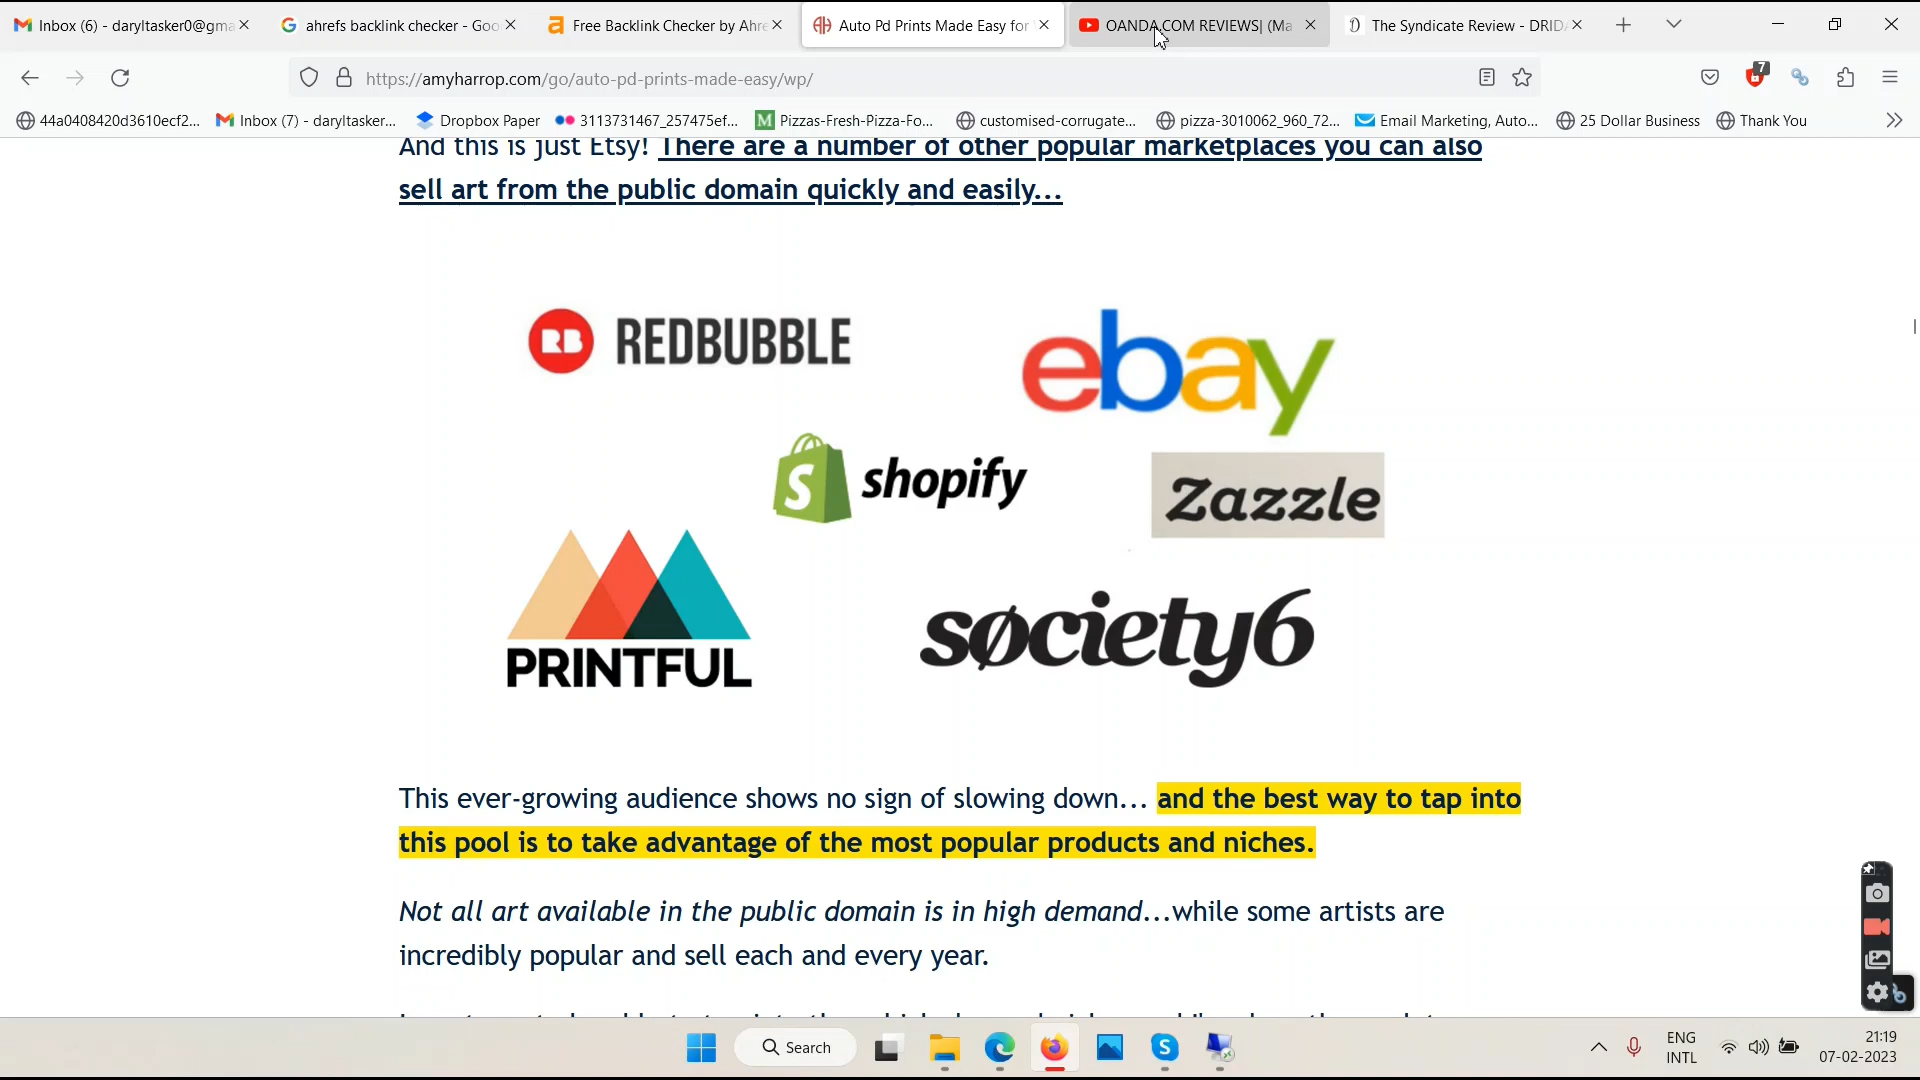 Inbox (6) - daryltasker0@gma
ahrefs backlink checker - Goo
Free Backlink Checker by Ahre
Auto Pd Prints Made Easy for
OANDA.COM REVIEWS| (Ma
The Syndicate Review - DRID
https://amyharrop.com/go/auto-pd-prints-made-easy/wp/
7
44a0408420d3610ecf2...
Inbox (7) - daryltasker...
Dropbox Paper
3113731467_257475ef...
Pizzas-Fresh-Pizza-Fo...
customised-corrugate...
pizza-3010062_960_72...
Email Marketing, Auto...
25 Dollar Business
Thank You
And this is just Etsy! There are a number of other popular marketplaces you can also
sell art from the public domain quickly and easily...
RB REDBUBBLE
ebay
shopify
Zazzle
PRINTFUL
søciety6
This ever-growing audience shows no sign of slowing down... and the best way to tap into
this pool is to take advantage of the most popular products and niches.
Not all art available in the public domain is in high demand...while some artists are
incredibly popular and sell each and every year.
Search
ENG
INTL
21:19
07-02-2023